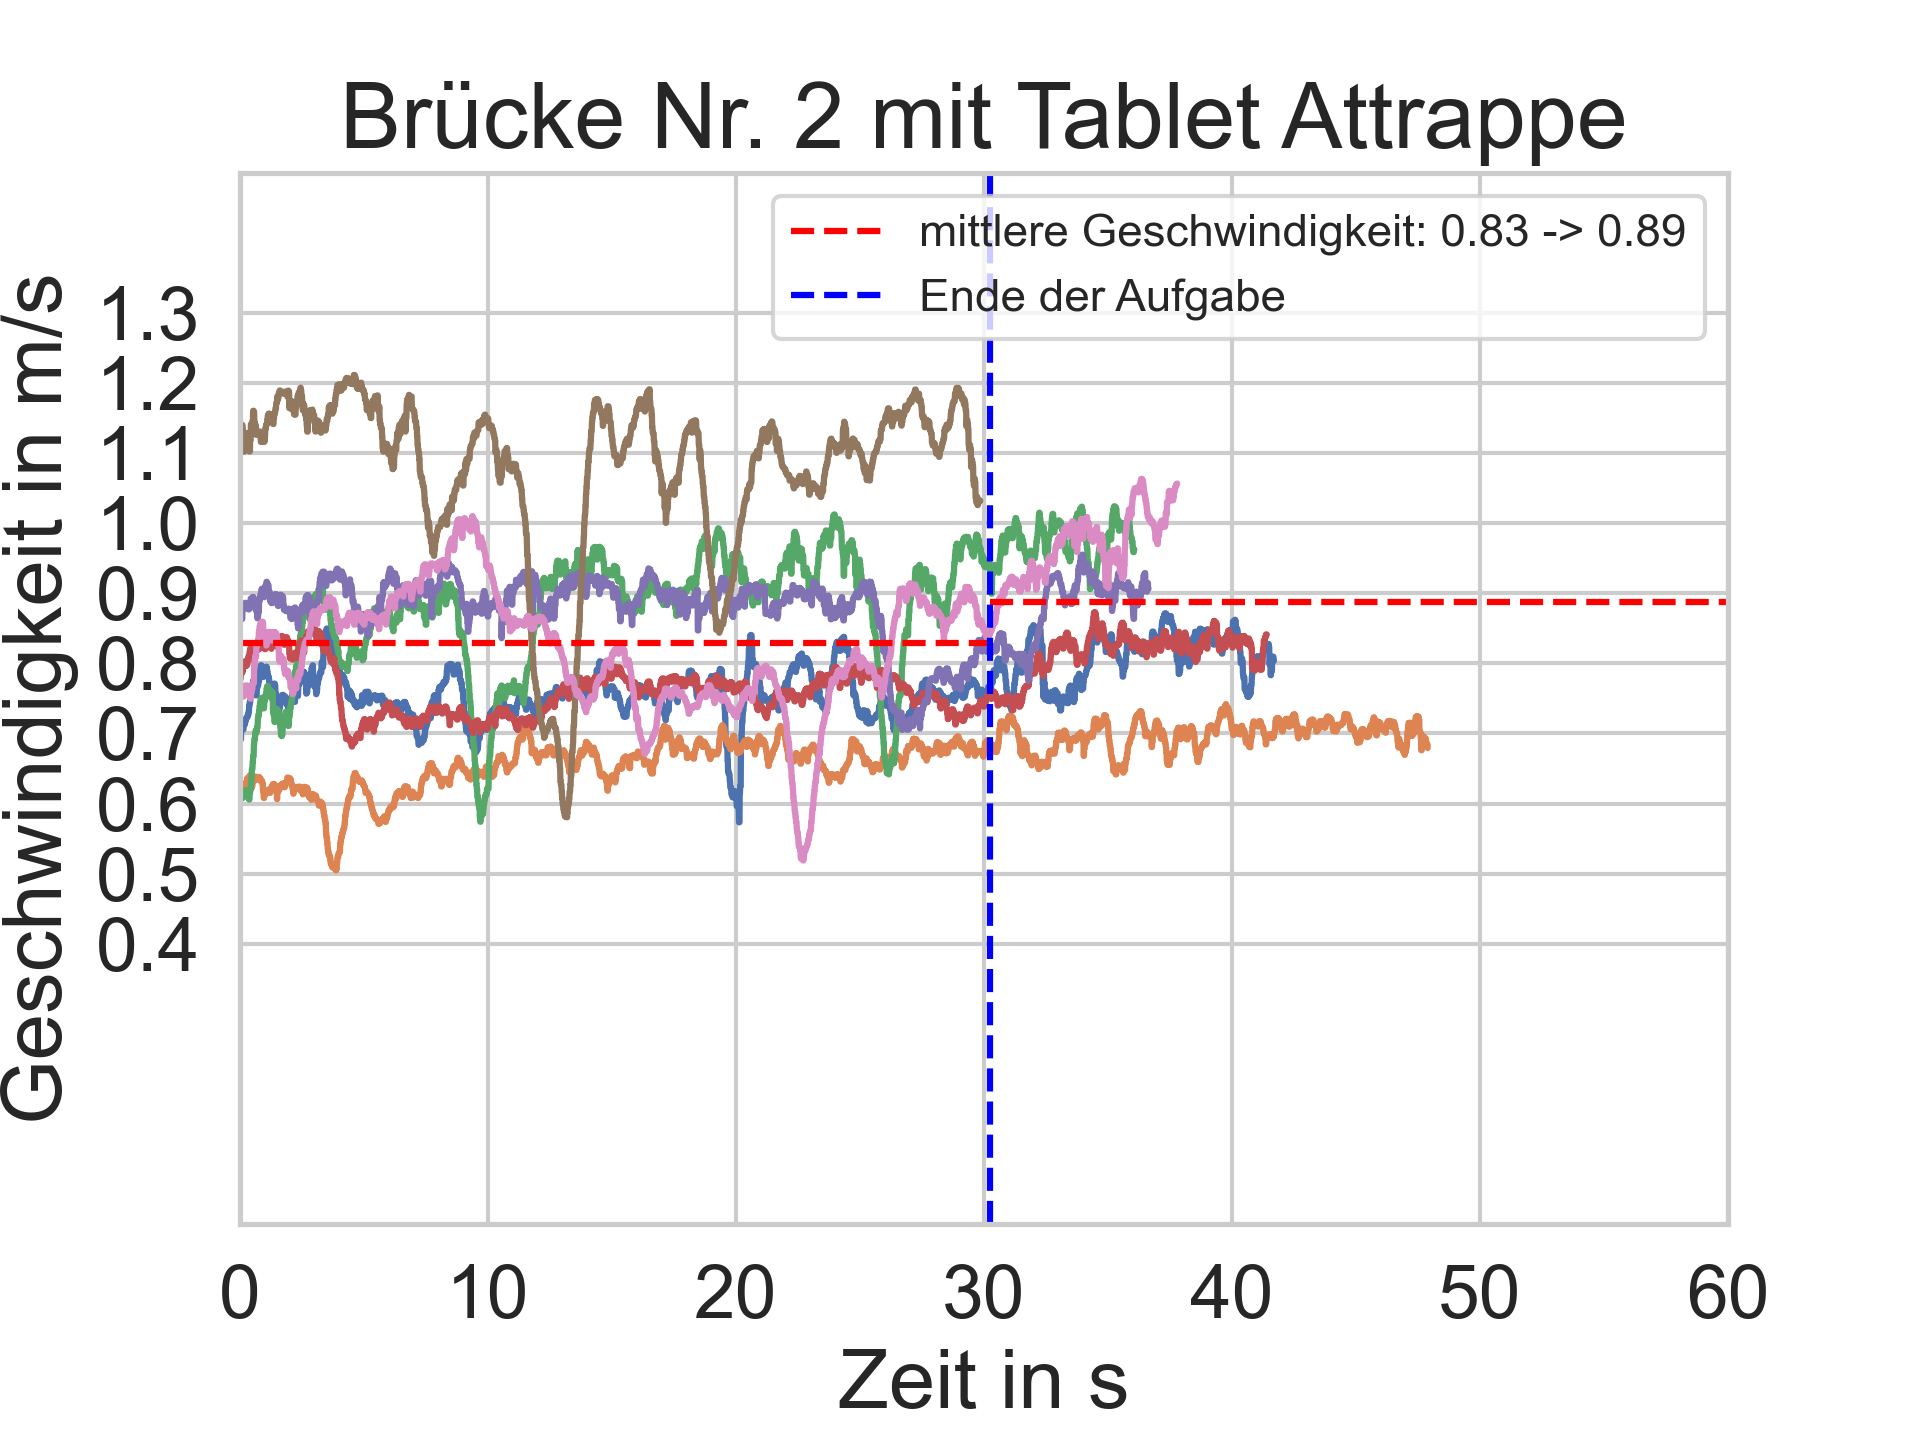 Brücke Nr. 2 mit Tablet Attrappe
mittlere Geschwindigkeit: 0.83 -> 0.89
Ende der Aufgabe
Geschwindigkeit in m/s
1.3
1.2
1.1
1.0
0.9
0.8
0.7
0.6
0.5
0.4
0 10 20 30 40 50 60
Zeit in s